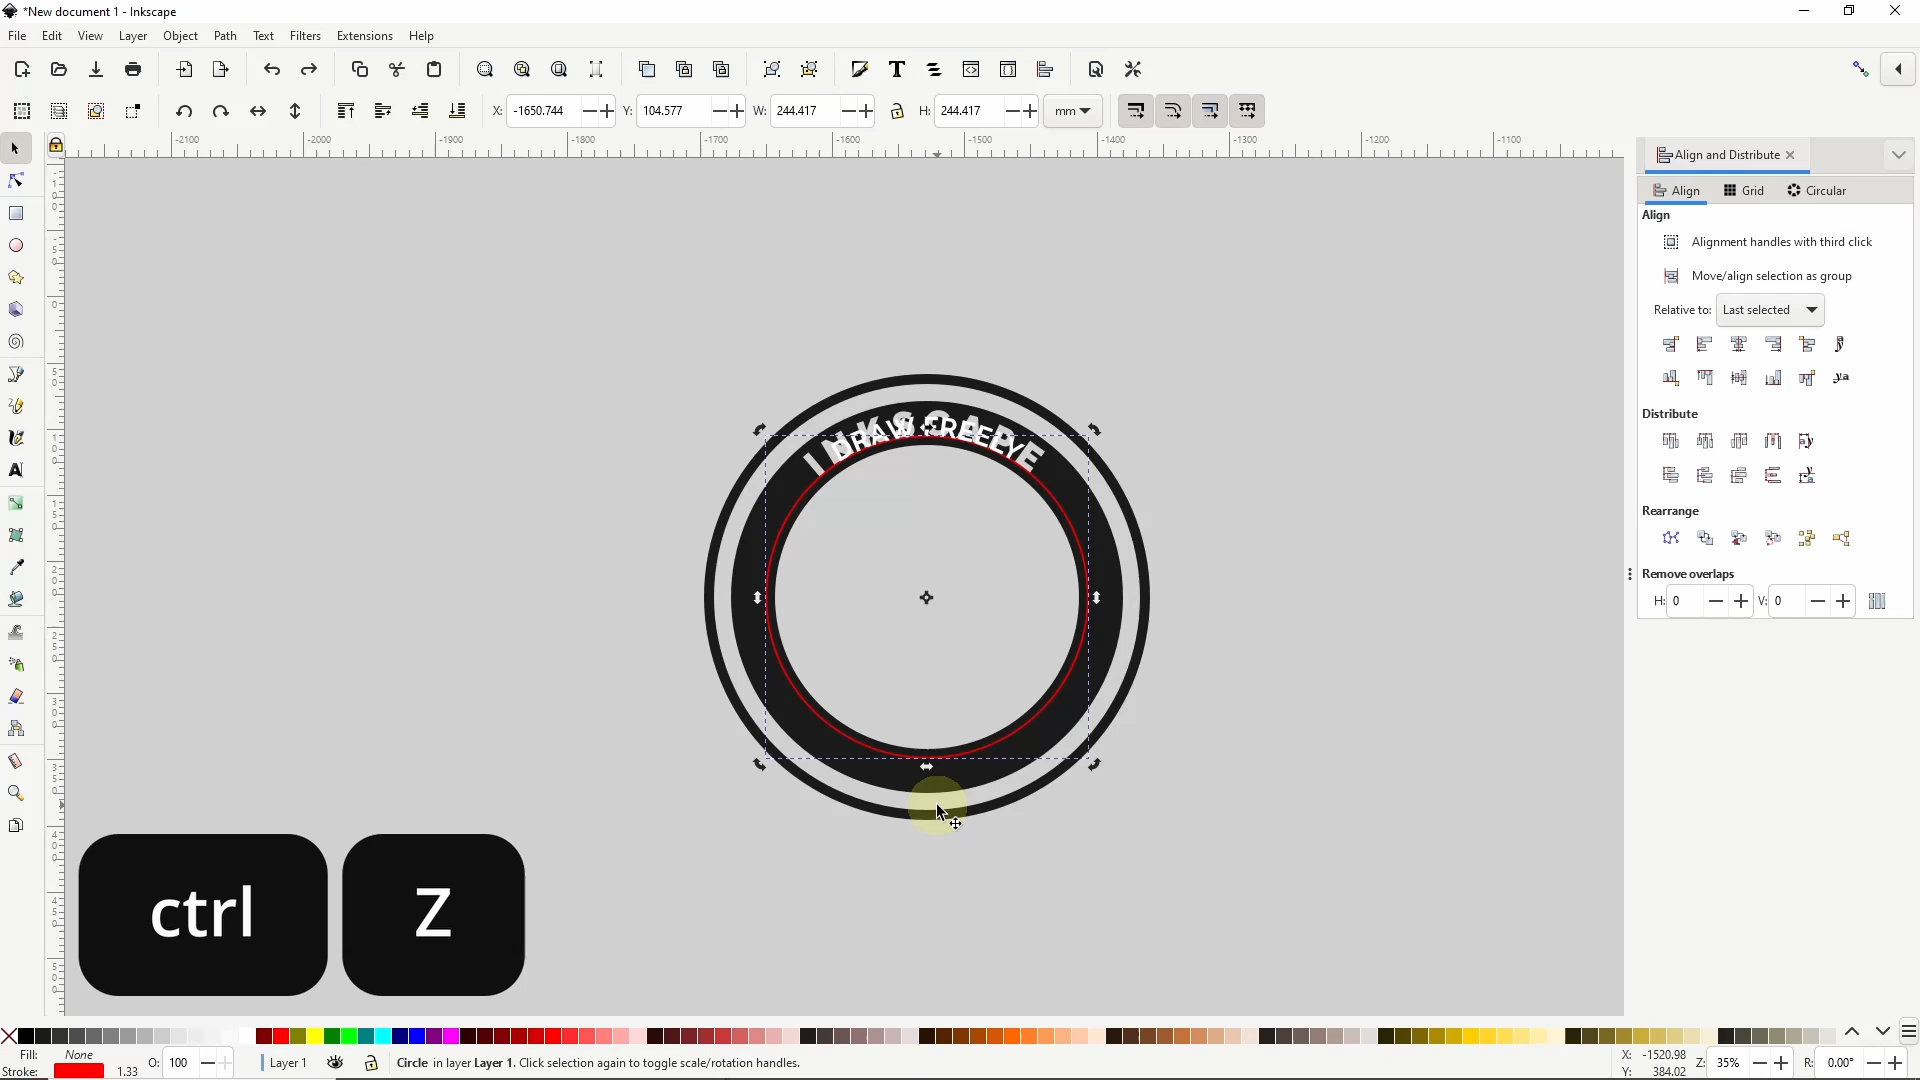 *New document 1 - Inkscape
File Edit View Layer Object Path Text Filters Extensions Help
X: -1650.744 Y: 104.577 W: 244.417 H: 244.417 mm
-2100 -2000 -1900 -1800 -1700 -1600 -1500 -1400 -1300 -1200 -1100
Align and Distribute
Align Grid Circular
Align
Alignment handles with third click
Move/align selection as group
Relative to: Last selected
Distribute
Rearrange
Remove overlaps
H: 0 V: 0
INKSCAPE
DRAW FREELY
ctrl Z
Fill: None
Stroke: 1.33 O: 100 Layer 1 Circle in layer Layer 1. Click selection again to toggle scale/rotation handles.
X: -1520.98
Y: 384.02
Z: 35% R: 0.00°